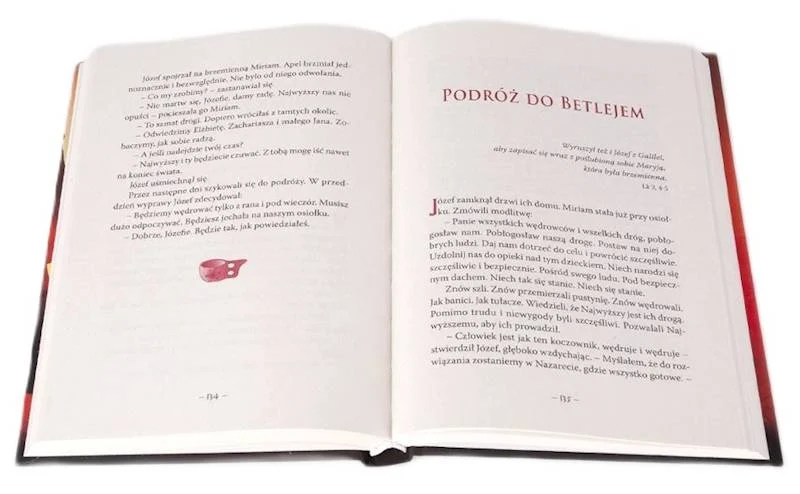 Józef spojrzał na brzemienną Miriam. Apel brzmiał jed-
noznacznie i bezwzględnie. Nie było od niego odwołania.
– Co my zrobimy? – zastanawiał się.
– Nie martw się, Józefie, damy radę. Najwyższy nas nie
opuści – pocieszała go Miriam.
– To samat drogi. Dopiero wróciłaś z tamtych okolic.
– Odwiedzimy Elżbietę, Zachariasza i małego Jana. Zo-
baczymy, jak sobie radzą.
– A jeśli nadejdzie twój czas?
– Najwyższy i ty będziecie czuwać. Z tobą mogę iść nawet
na koniec świata.
Józef uśmiechnął się.
Przez następne dni szykowali się do podróży. W przed-
dzień wyprawy Józef zdecydował:
– Będziemy wędrować tylko z rana i pod wieczór. Musisz
dużo odpoczywać. Będziesz jechała na naszym osiołku.
– Dobrze, Józefie. Będzie tak, jak powiedziałeś.
– 134 –
Podróż do Betlejem
Wyruszył też i Józef z Galilei,
aby zapisać się wraz z poślubioną sobie Maryją,
która była brzemienna.
Łk 2, 4-5
Józef zamknął drzwi ich domu. Miriam stała już przy osioł-
ku. Zmówili modlitwę:
– Panie wszystkich wędrowców i wszelkich dróg, pobło-
gosław nam. Pobłogosław naszą drogę. Postaw na niej do-
brych ludzi. Daj nam dotrzeć do celu i powrócić szczęśliwie.
Uzdolnij nas do opieki nad tym dzieckiem. Niech narodzi się
szczęśliwie i bezpiecznie. Pośród swego ludu. Pod bezpiecz-
nym dachem. Niech tak się stanie. Niech się stanie.
Znów szli. Znów przemierzali pustynię. Znów wędrowali.
Jak banici. Jak tułacze. Wiedzieli, że Najwyższy jest ich drogą.
Pomimo trudu i niewygody byli szczęśliwi. Pozwalali Naj-
wyższemu, aby ich prowadził.
– Człowiek jest jak ten koczownik, wędruje i wędruje –
stwierdził Józef, głęboko wzdychając. – Myślałem, że do roz-
wiązania zostaniemy w Nazarecie, gdzie wszystko gotowe. –
– 135 –